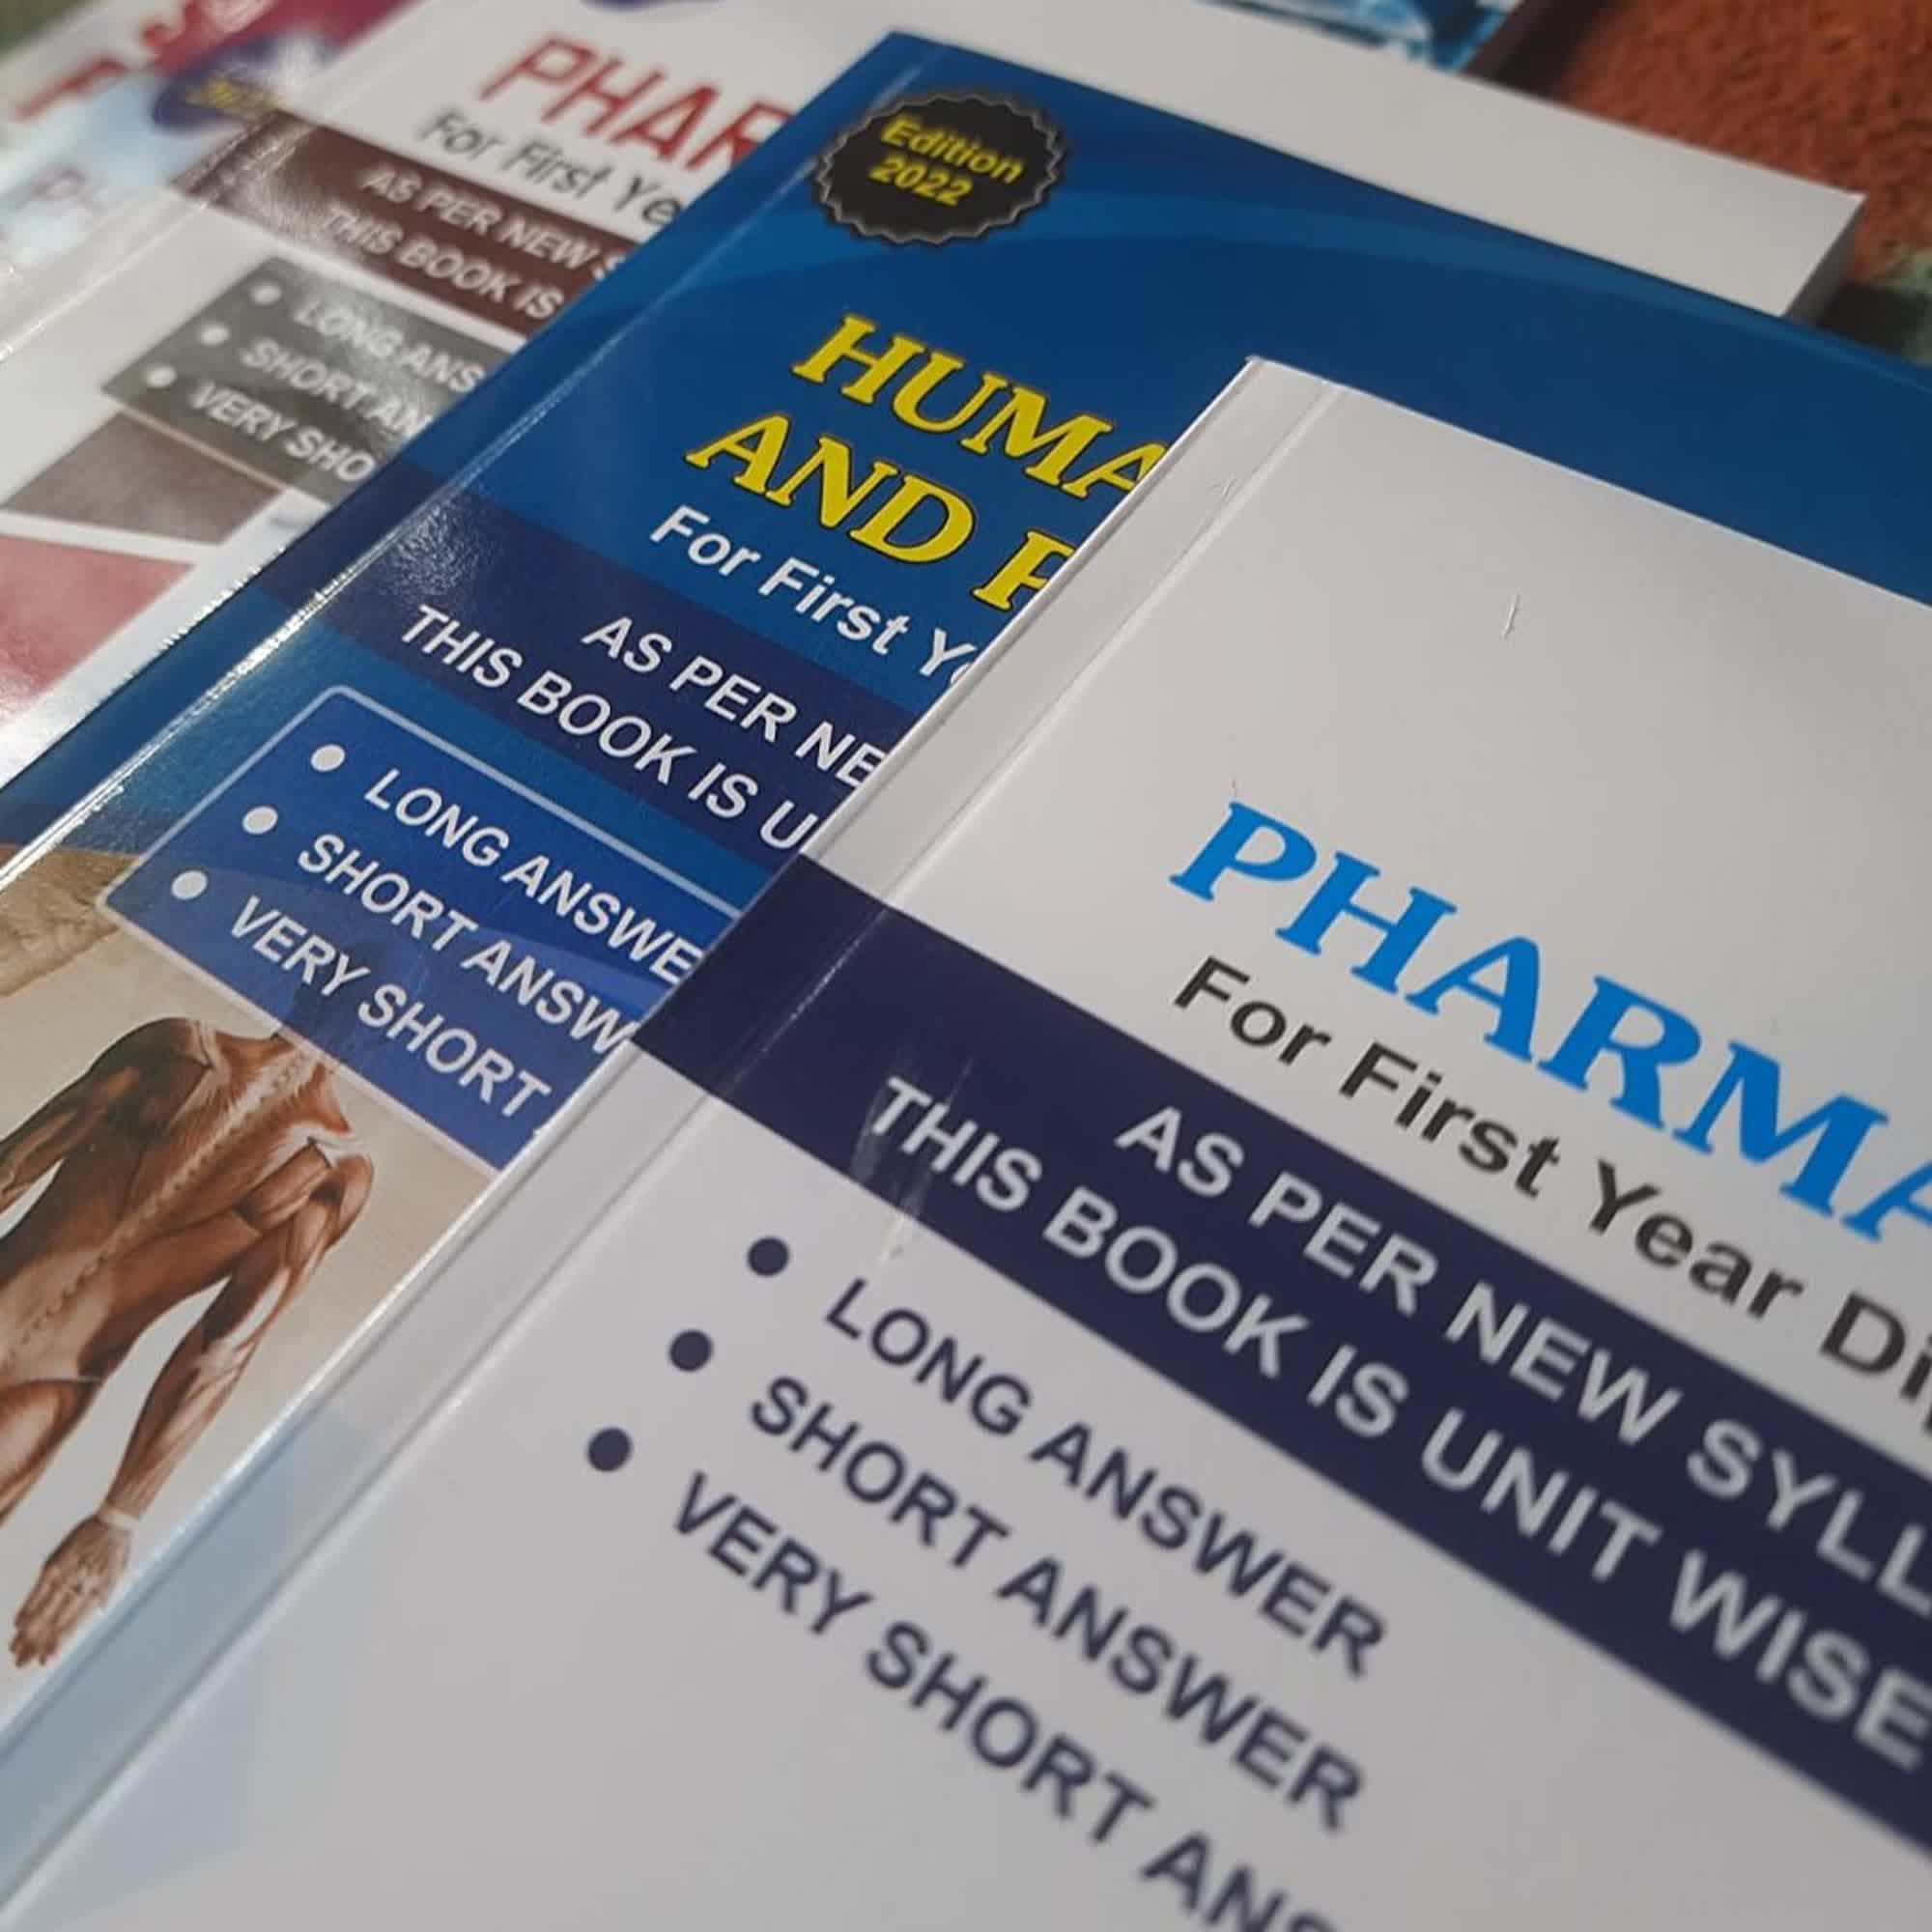 PHAR
For First Ye
AS PER NEW S
THIS BOOK IS
LONG ANS
SHORT AN
VERY SHO
Edition
2022
HUMA
AND P
For First Ye
AS PER NE
THIS BOOK IS U
LONG ANSWE
SHORT ANSW
VERY SHORT
PHARMA
For First Year Di
AS PER NEW SYLL
THIS BOOK IS UNIT WISE
LONG ANSWER
SHORT ANSWER
VERY SHORT ANS